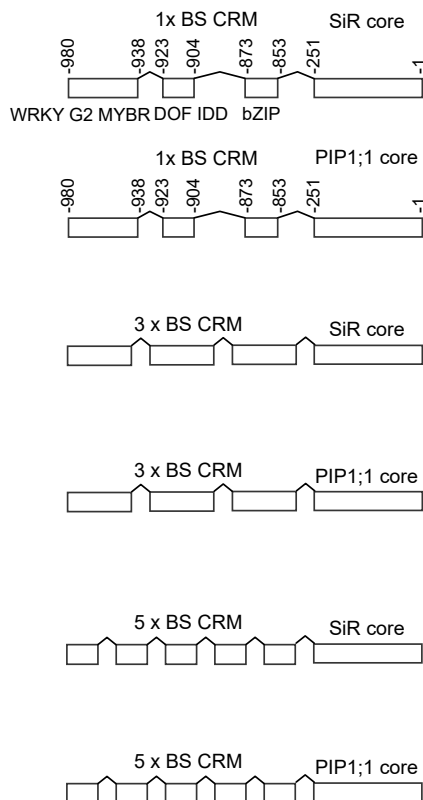 1x BS CRM SiR core
-980 -938 -923 -904 -873 -853 -251 -1
WRKY G2 MYBR DOF IDD bZIP
1x BS CRM PIP1;1 core
-980 -938 -923 -904 -873 -853 -251 -1
3 x BS CRM SiR core
3 x BS CRM PIP1;1 core
5 x BS CRM SiR core
5 x BS CRM PIP1;1 core